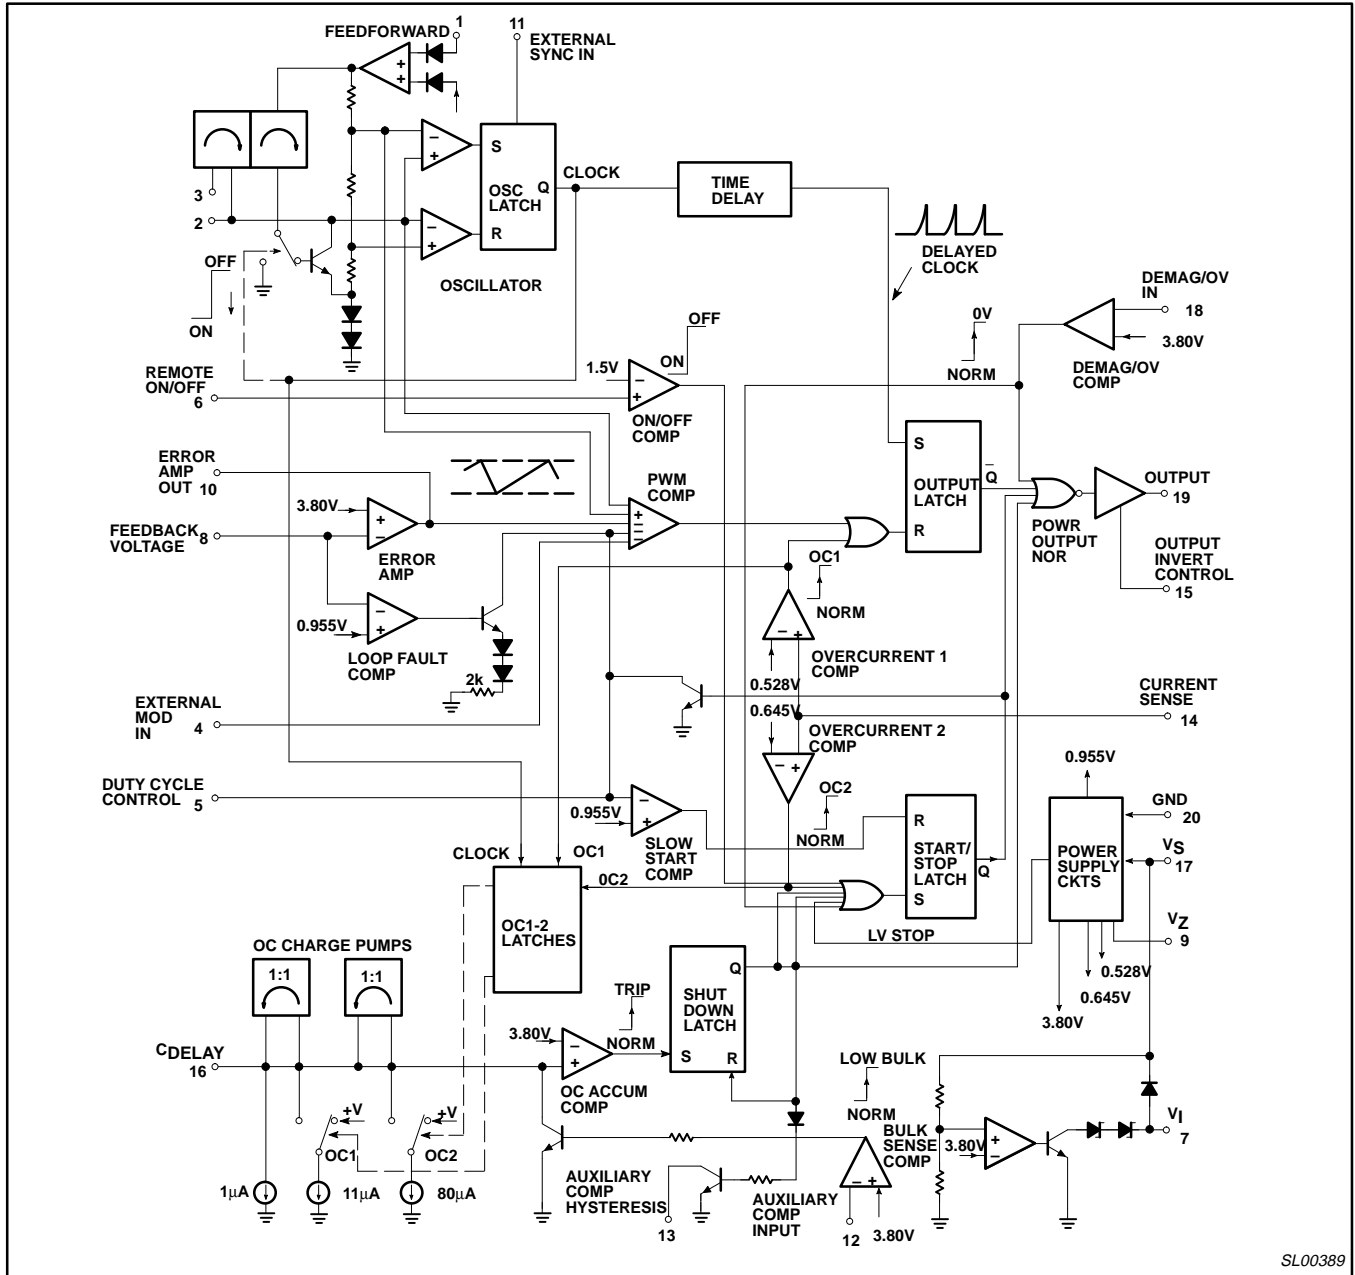 FEEDFORWARD
1
11
EXTERNAL
SYNC IN
+
+
3
2
−
+
−
+
S
OSC
LATCH
Q
R
CLOCK
TIME
DELAY
OSCILLATOR
DELAYED
CLOCK
OFF
ON
DEMAG/OV
IN
18
3.80V
DEMAG/OV
COMP
0V
NORM
REMOTE
ON/OFF
6
1.5V
−
+
ON
OFF
ON/OFF
COMP
ERROR
AMP
OUT 10
3.80V
+
−
ERROR
AMP
FEEDBACK
VOLTAGE 8
PWM
COMP
+
−
−
−
S
OUTPUT
LATCH
R
Q
POWR
OUTPUT
NOR
OUTPUT
19
OUTPUT
INVERT
CONTROL
15
0.955V
−
+
LOOP FAULT
COMP
2k
OC1
NORM
− +
OVERCURRENT 1
COMP
0.528V
0.645V
OVERCURRENT 2
COMP
− +
CURRENT
SENSE
14
EXTERNAL
MOD
IN 4
DUTY CYCLE
CONTROL 5
0.955V
−
+
SLOW
START
COMP
OC2
NORM
R
START/
STOP
LATCH
Q
S
0.955V
POWER
SUPPLY
CKTS
GND
20
VS
17
VZ
9
0.528V
0.645V
3.80V
CLOCK
OC1
0C2
OC1-2
LATCHES
LV STOP
OC CHARGE PUMPS
1:1
1:1
CDELAY
16
3.80V
−
+
TRIP
NORM
OC ACCUM
COMP
Q
SHUT
DOWN
LATCH
S
R
LOW BULK
NORM
BULK
SENSE
COMP
− +
3.80V
+
−
VI
7
+V
OC1
+V
OC2
1μA
11μA
80μA
AUXILIARY
COMP
HYSTERESIS
13
AUXILIARY
COMP
INPUT
12
3.80V
SL00389